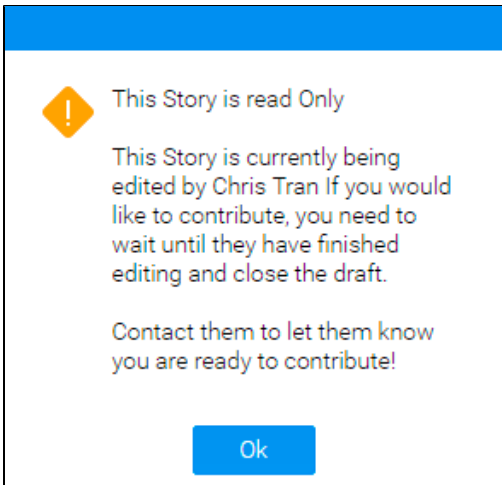 This Story is read Only
This Story is currently being
edited by Chris Tran If you would
like to contribute, you need to
wait until they have finished
editing and close the draft.
Contact them to let them know
you are ready to contribute!
Ok